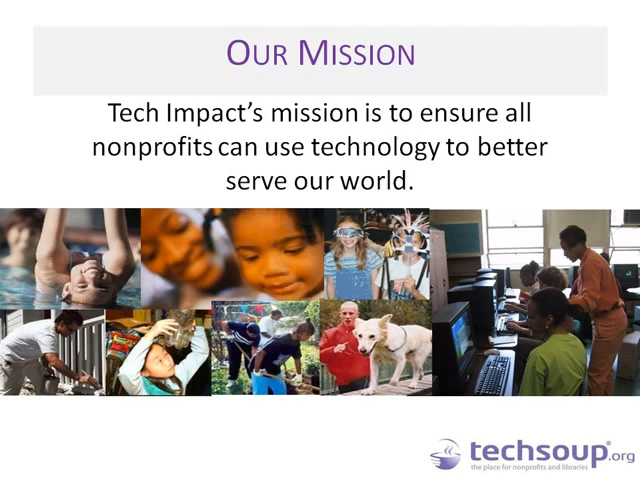 OUR MISSION
Tech Impact's mission is to ensure all
nonprofits can use technology to better
serve our world.
techsoup®.org
the place for nonprofits and libraries